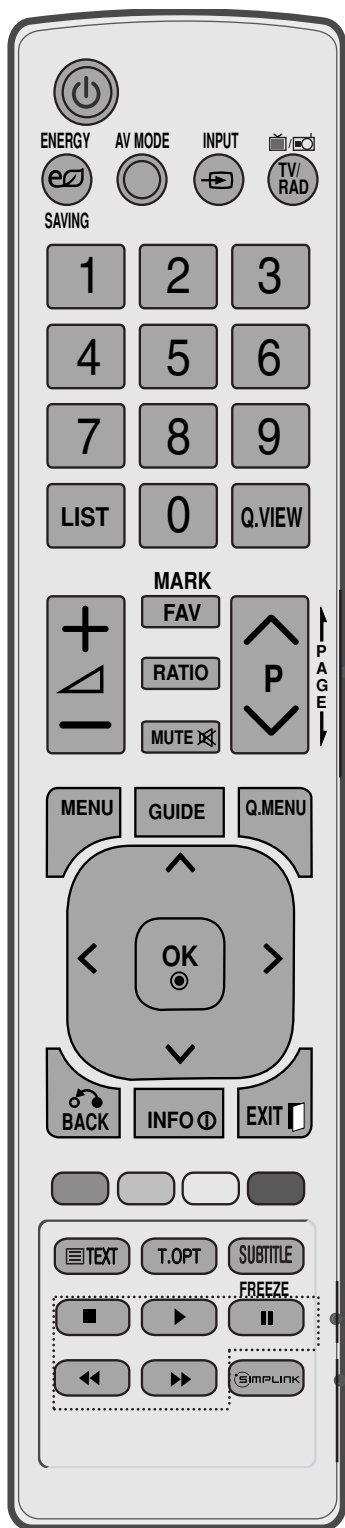 ENERGY AV MODE INPUT
TV/
RAD
SAVING
1 2 3
4 5 6
7 8 9
LIST 0 Q.VIEW
MARK
FAV
RATIO
MUTE
P
PAGE
MENU GUIDE Q.MENU
OK
BACK INFO EXIT
TEXT T.OPT SUBTITLE
FREEZE
SIMPLINK